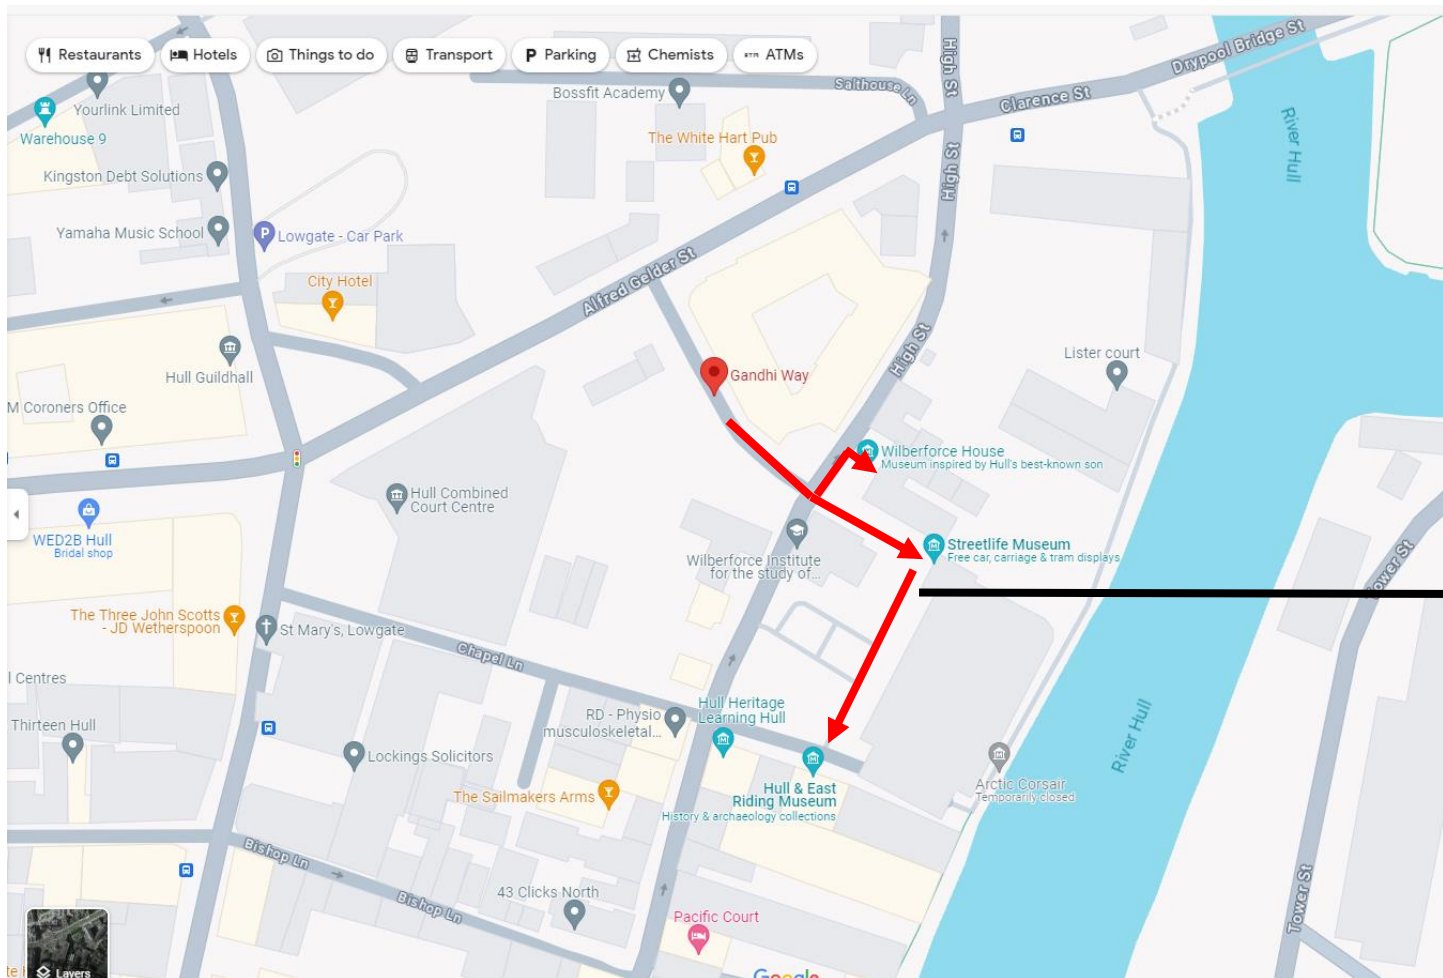 Restaurants
Hotels
Things to do
Transport
Parking
Chemists
ATMs
High St
Drypool Bridge St
Clarence St
Salthouse Ln
Bossfit Academy
Yourlink Limited
Warehouse 9
The White Hart Pub
River Hull
Kingston Debt Solutions
High St
Yamaha Music School
Lowgate - Car Park
City Hotel
Alfred Gelder St
Hull Guildhall
Gandhi Way
High St
Lister court
M Coroners Office
Wilberforce House
Museum inspired by Hull's best-known son
Hull Combined
Court Centre
WED2B Hull
Bridal shop
Wilberforce Institute
for the study of...
Streetlife Museum
Free car, carriage & tram displays
Tower St
The Three John Scotts
- JD Wetherspoon
St Mary's, Lowgate
Chapel Ln
l Centres
Thirteen Hull
RD - Physio
musculoskeletal...
Hull Heritage
Learning Hull
River Hull
Lockings Solicitors
The Sailmakers Arms
Hull & East
Riding Museum
History & archaeology collections
Arctic Corsair
Temporarily closed
Bishop Ln
Bishop Ln
43 Clicks North
Pacific Court
Tower St
Layers
Google